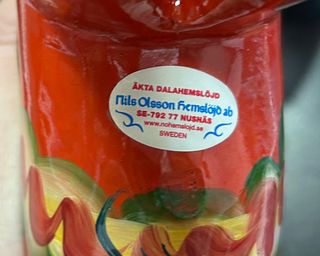 ÄKTA DALAHEMSLÖJD
Nils Olsson Hemslöjd ab
SE-792 77 NUSNÄS
www.nohemslojd.se
SWEDEN